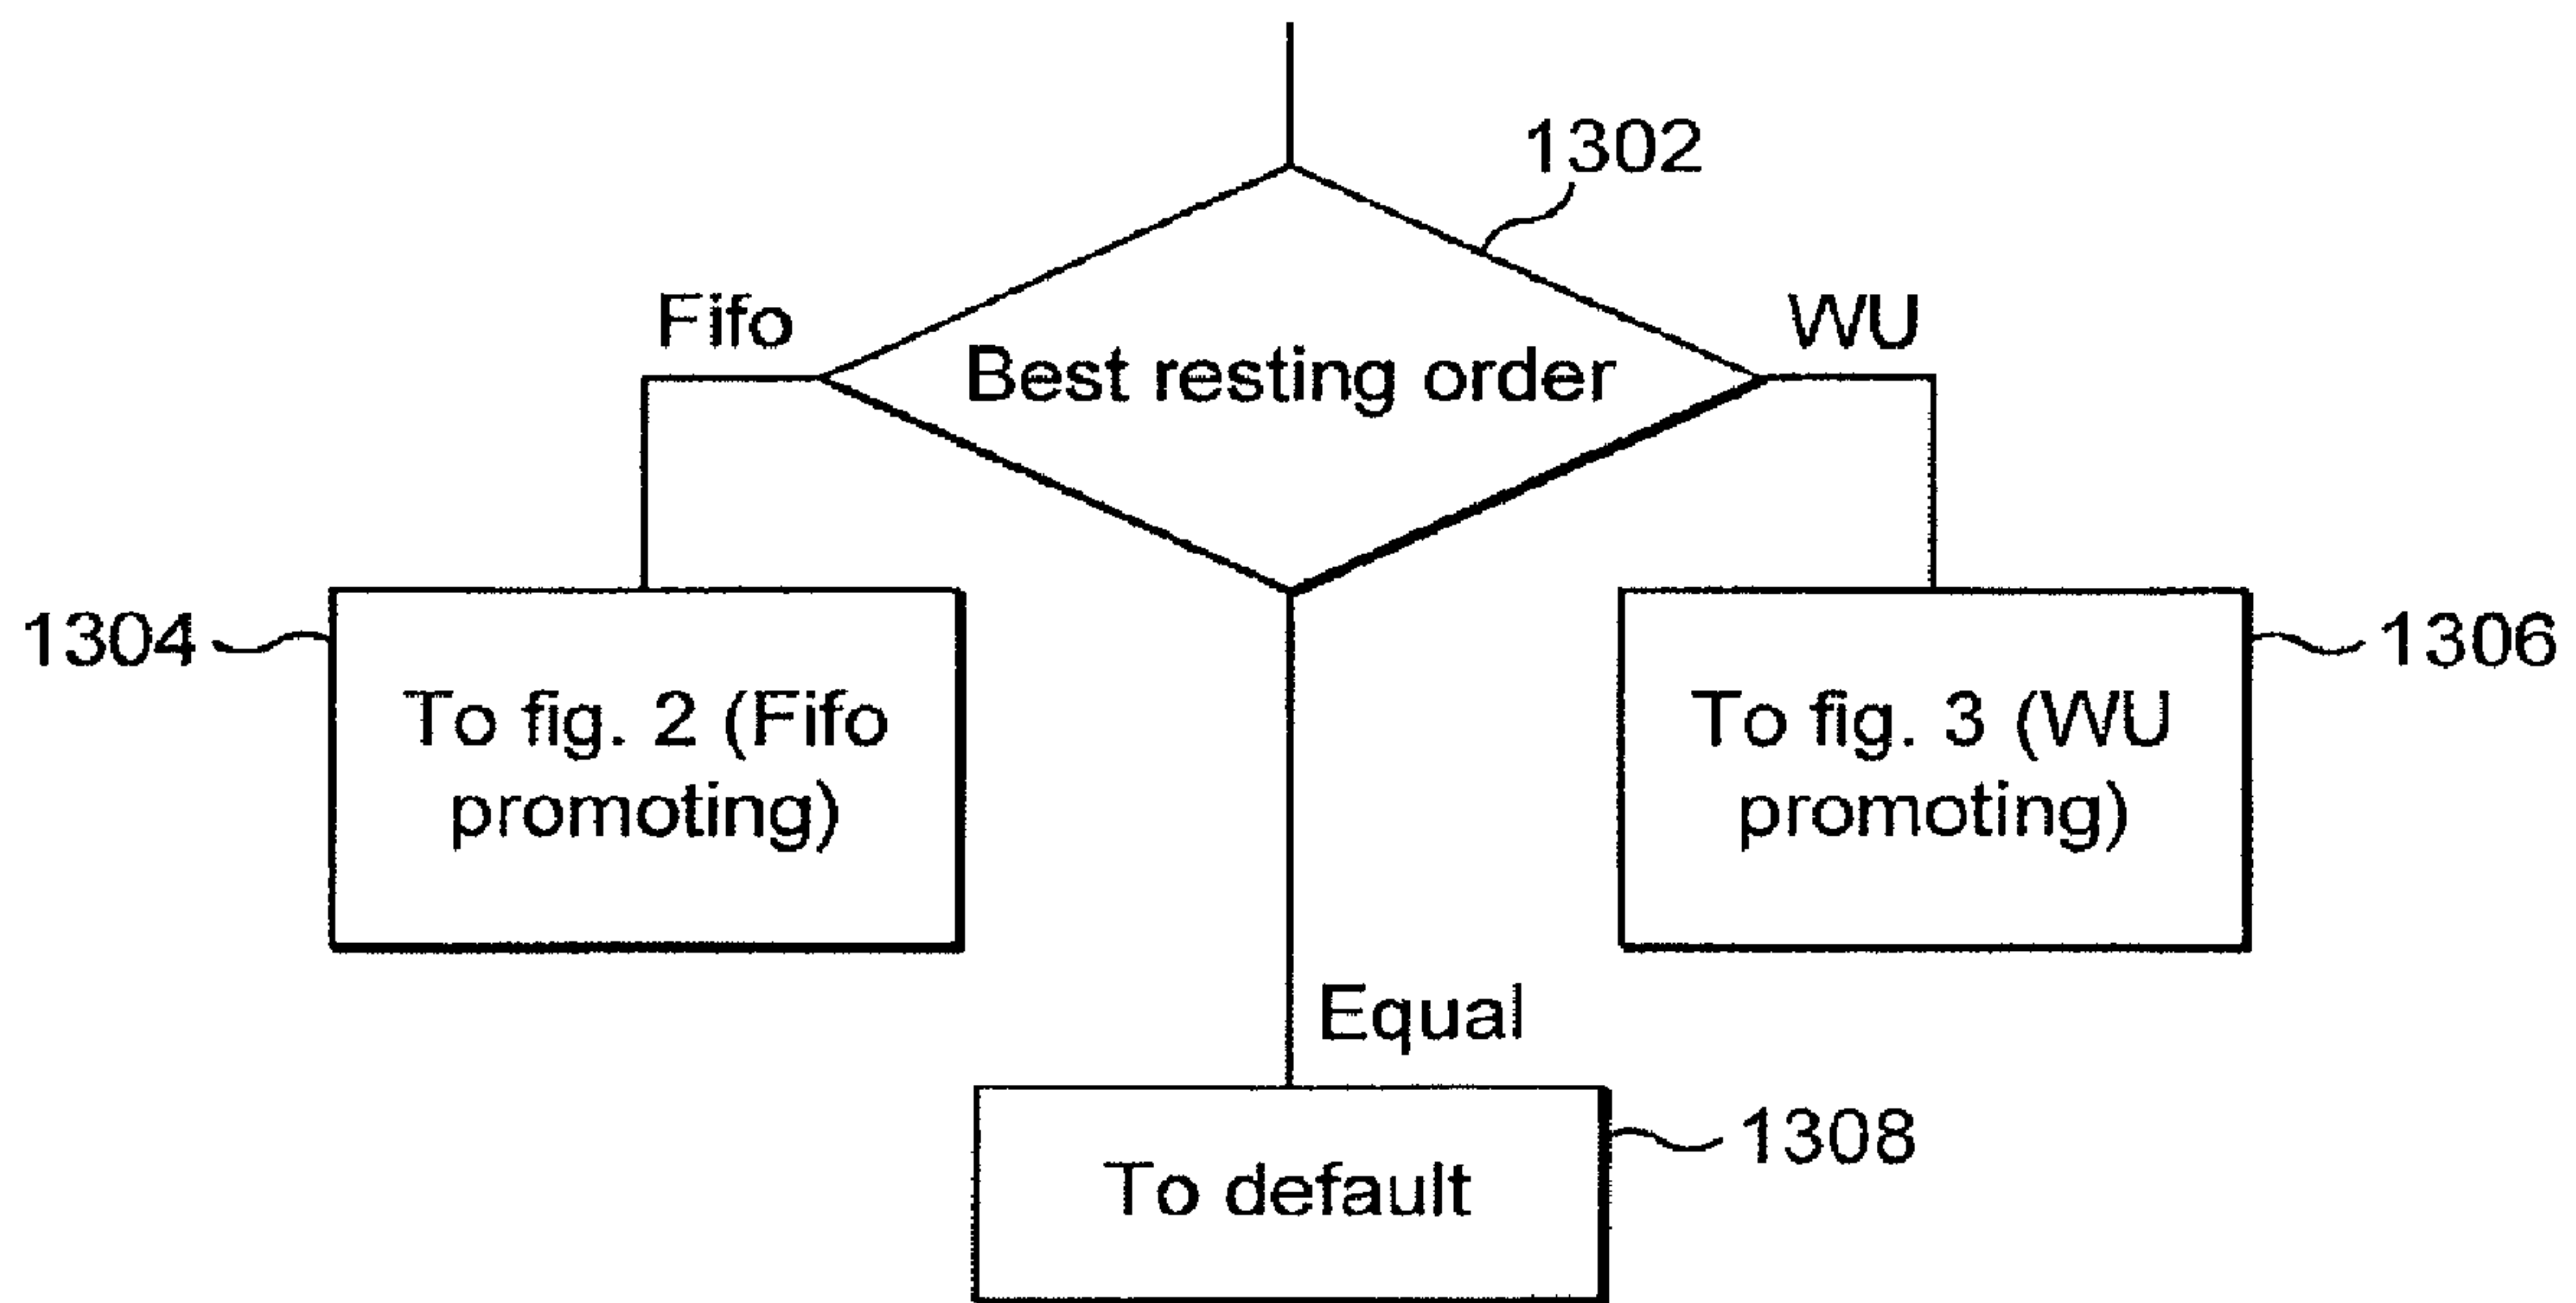 1302
Fifo
WU
Best resting order
1304
To fig. 2 (Fifo
promoting)
To fig. 3 (WU
promoting)
1306
Equal
To default
1308